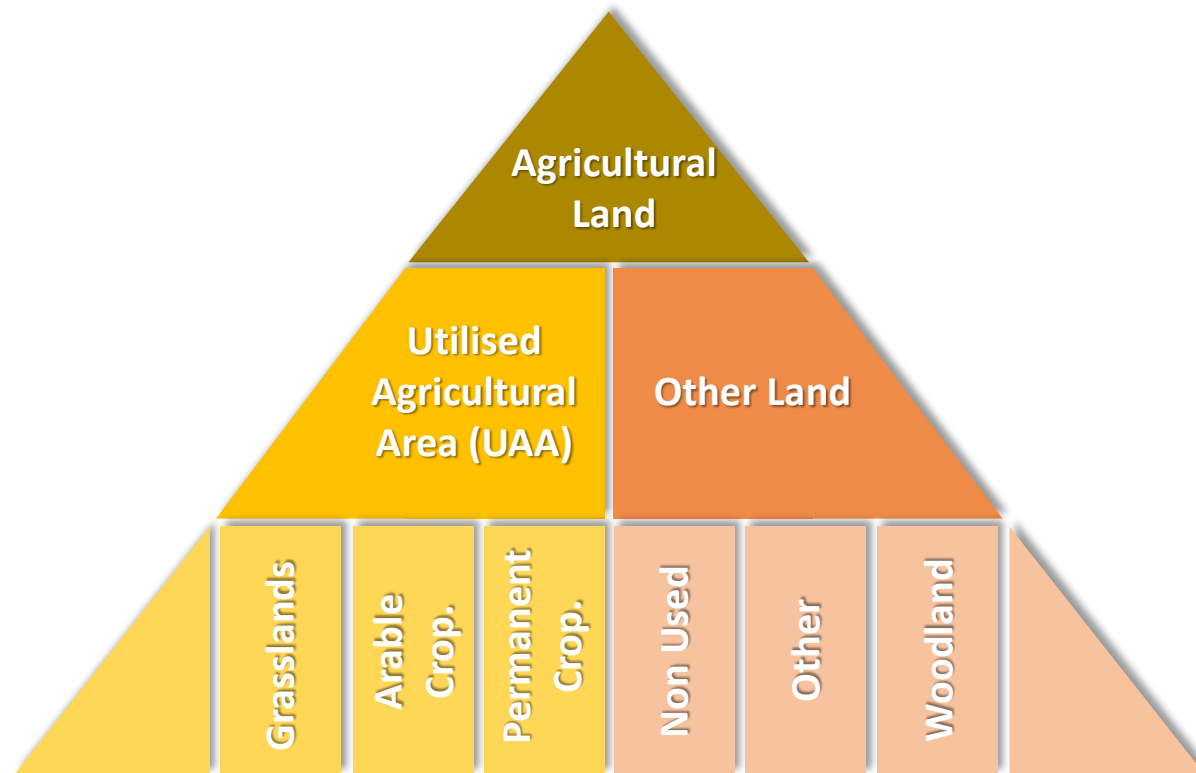 Agricultural
Land
Utilised
Agricultural
Area (UAA)
Other Land
Grasslands
Arable
Crop.
Permanent
Crop.
Non Used
Other
Woodland